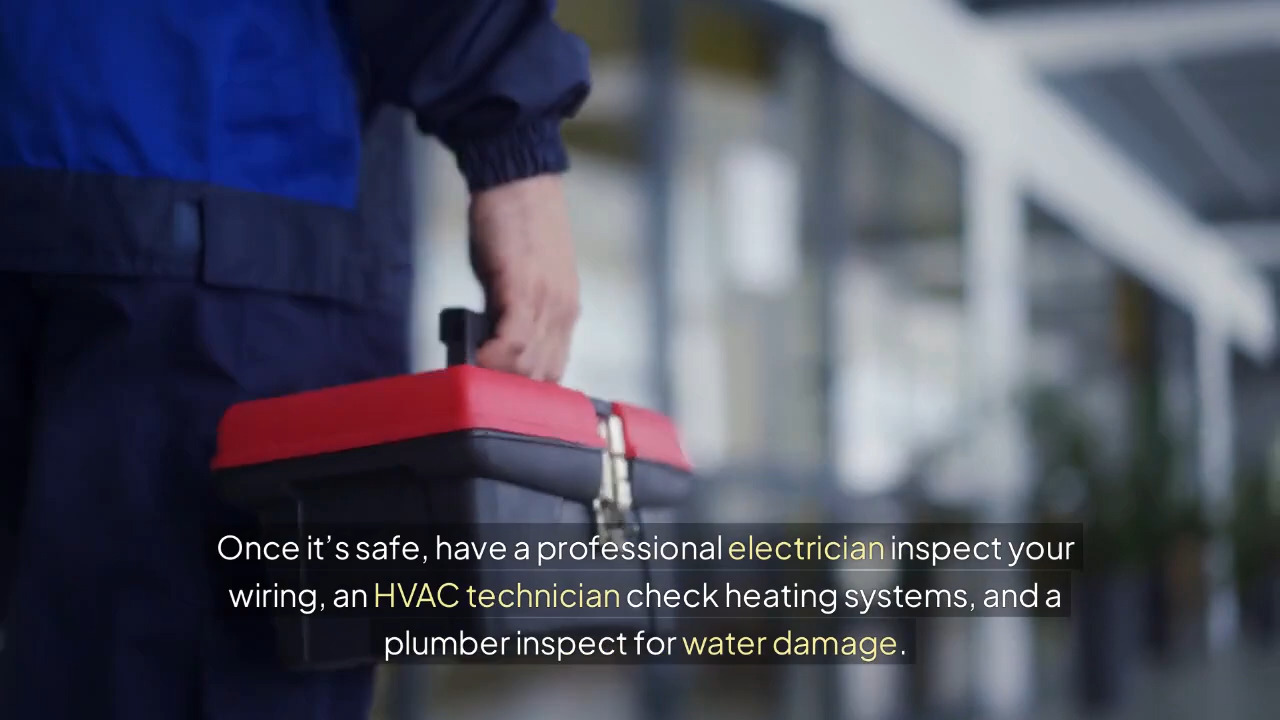 Once it’s safe, have a professional electrician inspect your
wiring, an HVAC technician check heating systems, and a
plumber inspect for water damage.